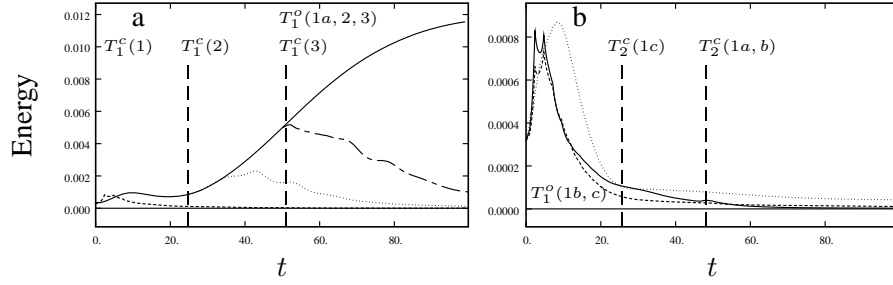 a
T_1^o(1a, 2, 3)
T_1^c(1)
T_1^c(2)
T_1^c(3)
0.012
0.010
0.008
0.006
0.004
0.002
0.000
Energy
0. 20. 40. 60. 80.
t
b
T_2^c(1c)
T_2^c(1a, b)
0.0008
0.0006
0.0004
0.0002
0.0000
T_1^o(1b, c)
0. 20. 40. 60. 80.
t